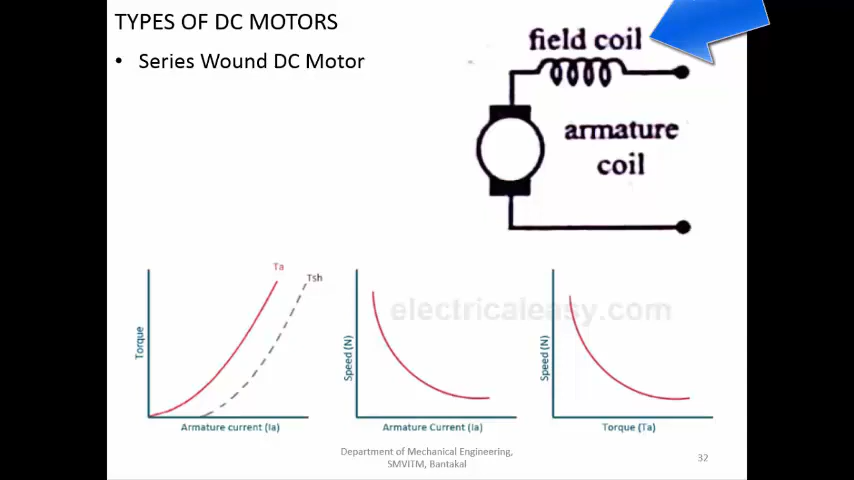 TYPES OF DC MOTORS
• Series Wound DC Motor
field coil
armature
coil
Ta
Tsh
Torque
Armature current (Ia)
electricaleasy.com
Speed (N)
Armature Current (Ia)
Speed (N)
Torque (Ta)
Department of Mechanical Engineering,
SMVITM, Bantakal
32